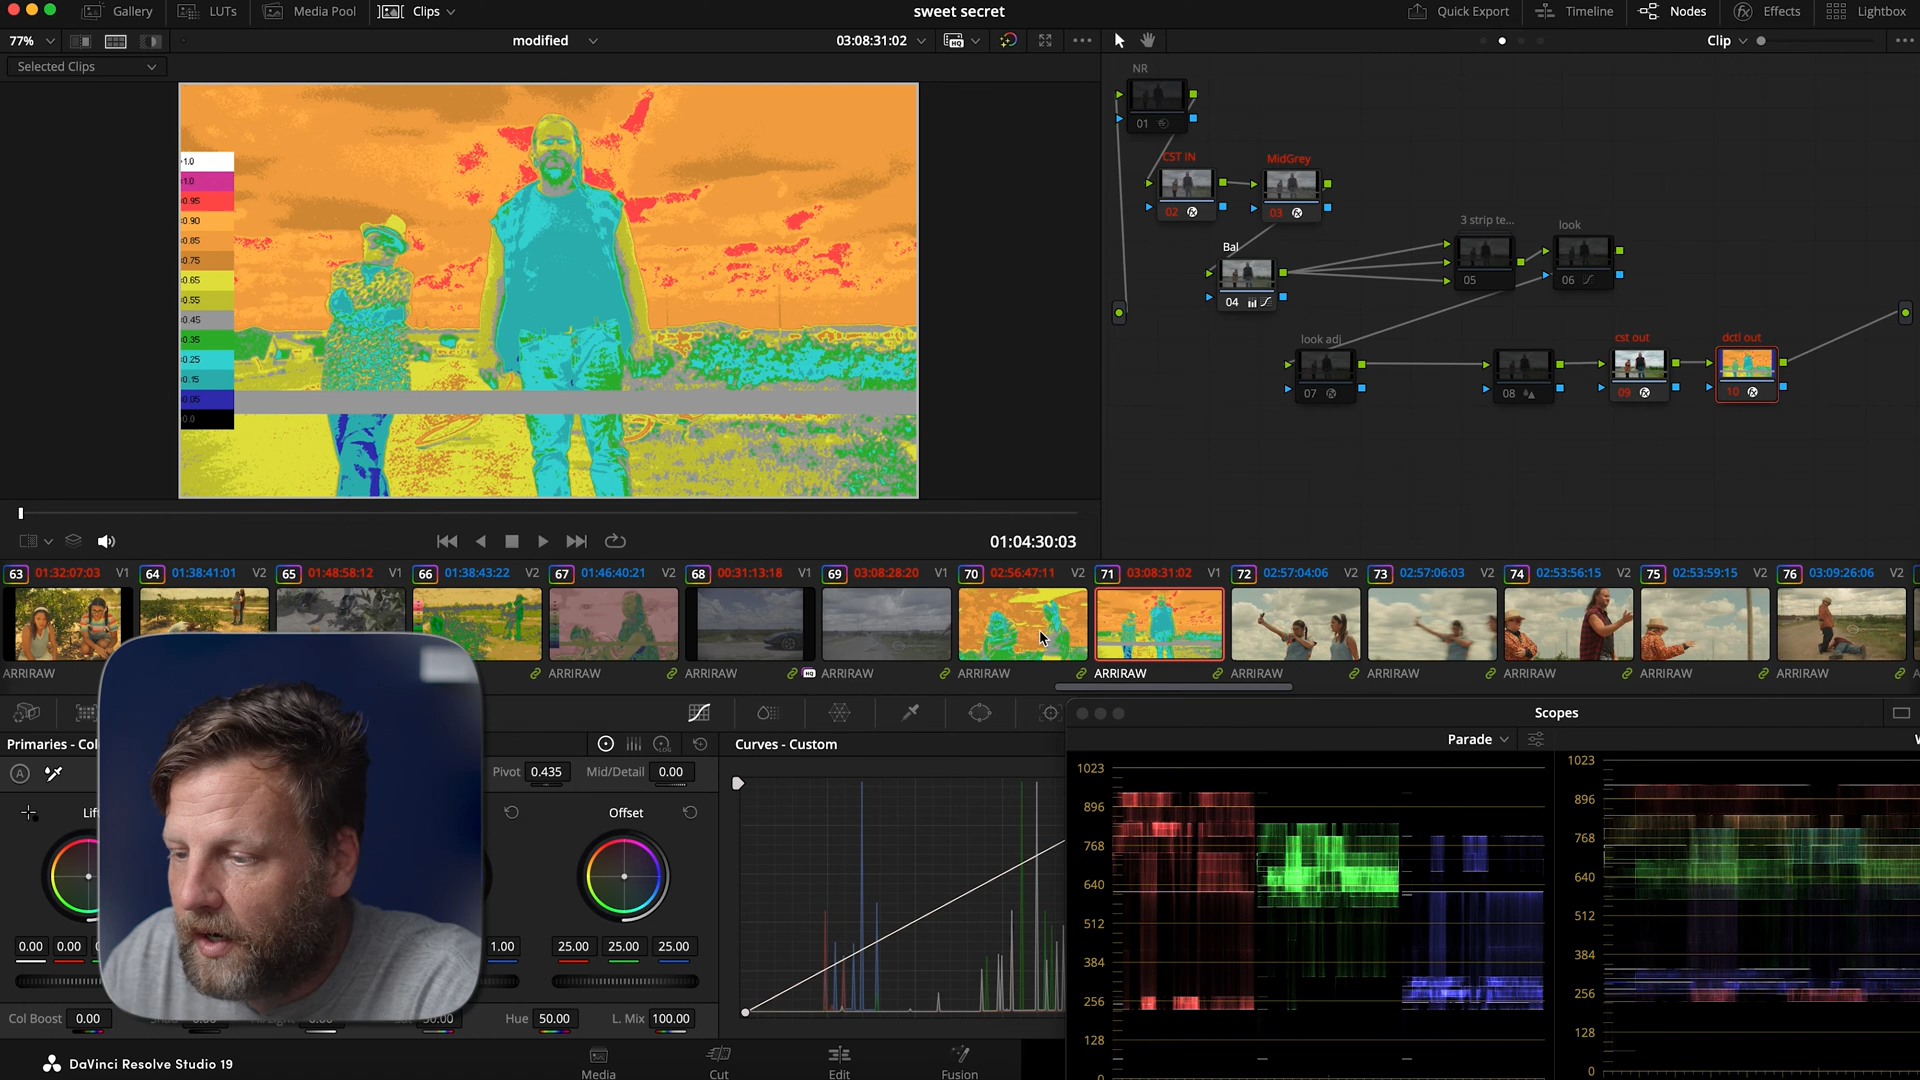 Gallery LUTs Media Pool Clips sweet secret Quick Export Timeline Nodes Effects Lightbox
77% modified 03:08:31:02 Clip
Selected Clips
NR
01
CST IN MidGrey
02 03
Bal 3 strip te... look
04 05 06
look adj cst out dctl out
07 08 09 10
1.0
1.0
0.95
0.90
0.85
0.75
0.65
0.55
0.45
0.35
0.25
0.15
0.05
0.0
01:04:30:03
63 01:32:07:03 V1 64 01:38:41:01 V2 65 01:48:58:12 V1 66 01:38:43:22 V2 67 01:46:40:21 V2 68 00:31:13:18 V1 69 03:08:28:20 V1 70 02:56:47:11 V2 71 03:08:31:02 V1 72 02:57:04:06 V2 73 02:57:06:03 V2 74 02:53:56:15 V2 75 02:53:59:15 V2 76 03:09:26:06 V2
ARRIRAW ARRIRAW ARRIRAW ARRIRAW ARRIRAW ARRIRAW ARRIRAW ARRIRAW ARRIRAW ARRIRAW ARRIRAW
Scopes
Primaries - Col Curves - Custom Parade W
A Pivot 0.435 Mid/Detail 0.00
Lif Offset
0.00 0.00 1.00 25.00 25.00 25.00
Col Boost 0.00 Hue 50.00 L. Mix 100.00
1023
896
768
640
512
384
256
128
0
1023
896
768
640
512
384
256
128
0
DaVinci Resolve Studio 19 Media Cut Edit Fusion